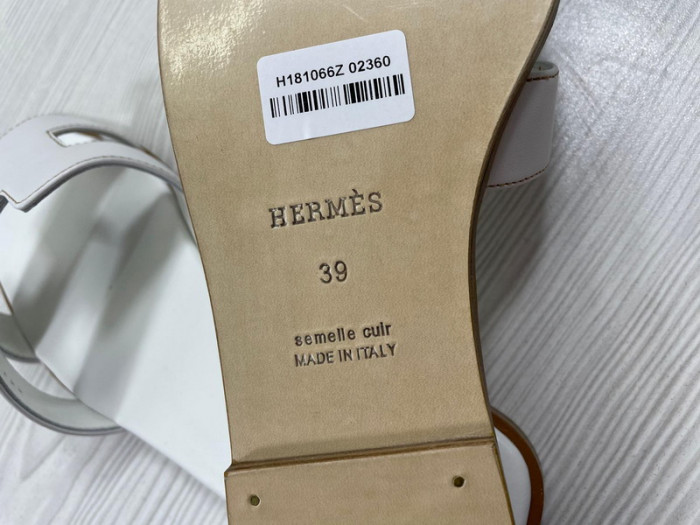 H181066Z 02360
HERMÈS
39
semelle cuir
MADE IN ITALY